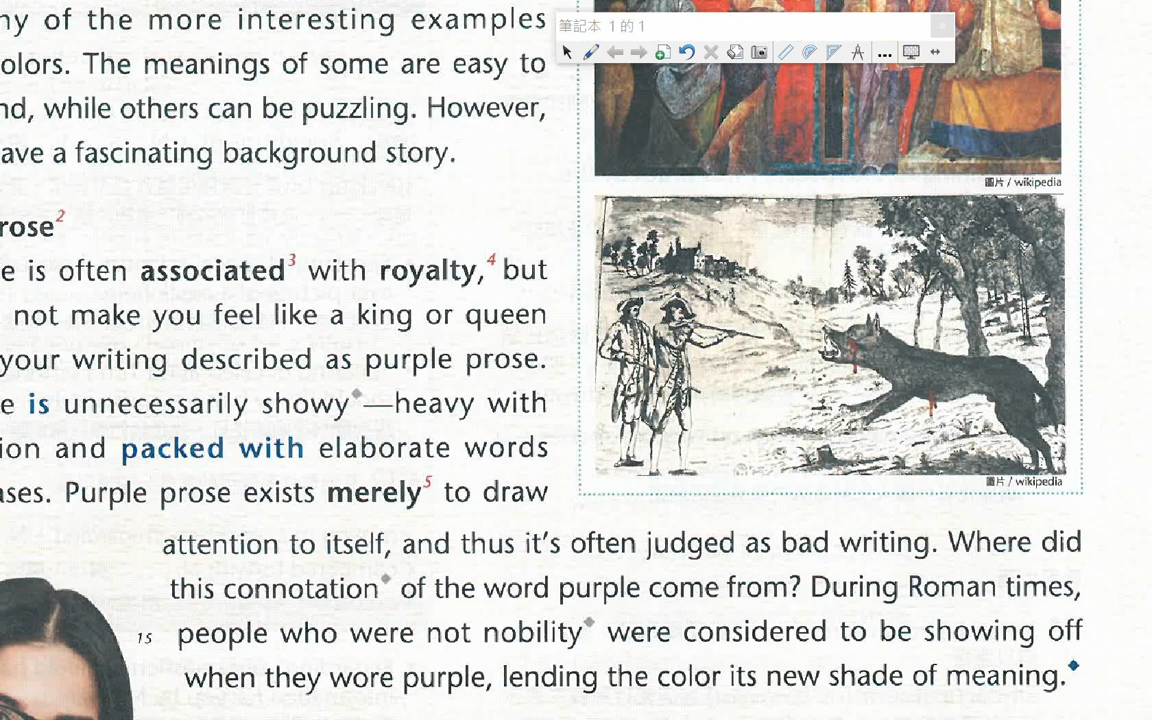 筆記本 1 的 1
ny of the more interesting examples
olors. The meanings of some are easy to
nd, while others can be puzzling. However,
ave a fascinating background story.
圖片 / wikipedia
rose2
e is often associated3 with royalty,4 but
not make you feel like a king or queen
your writing described as purple prose.
e is unnecessarily showy◆—heavy with
ion and packed with elaborate words
ases. Purple prose exists merely5 to draw
圖片 / wikipedia
attention to itself, and thus it's often judged as bad writing. Where did
this connotation◆ of the word purple come from? During Roman times,
15 people who were not nobility◆ were considered to be showing off
when they wore purple, lending the color its new shade of meaning.◆